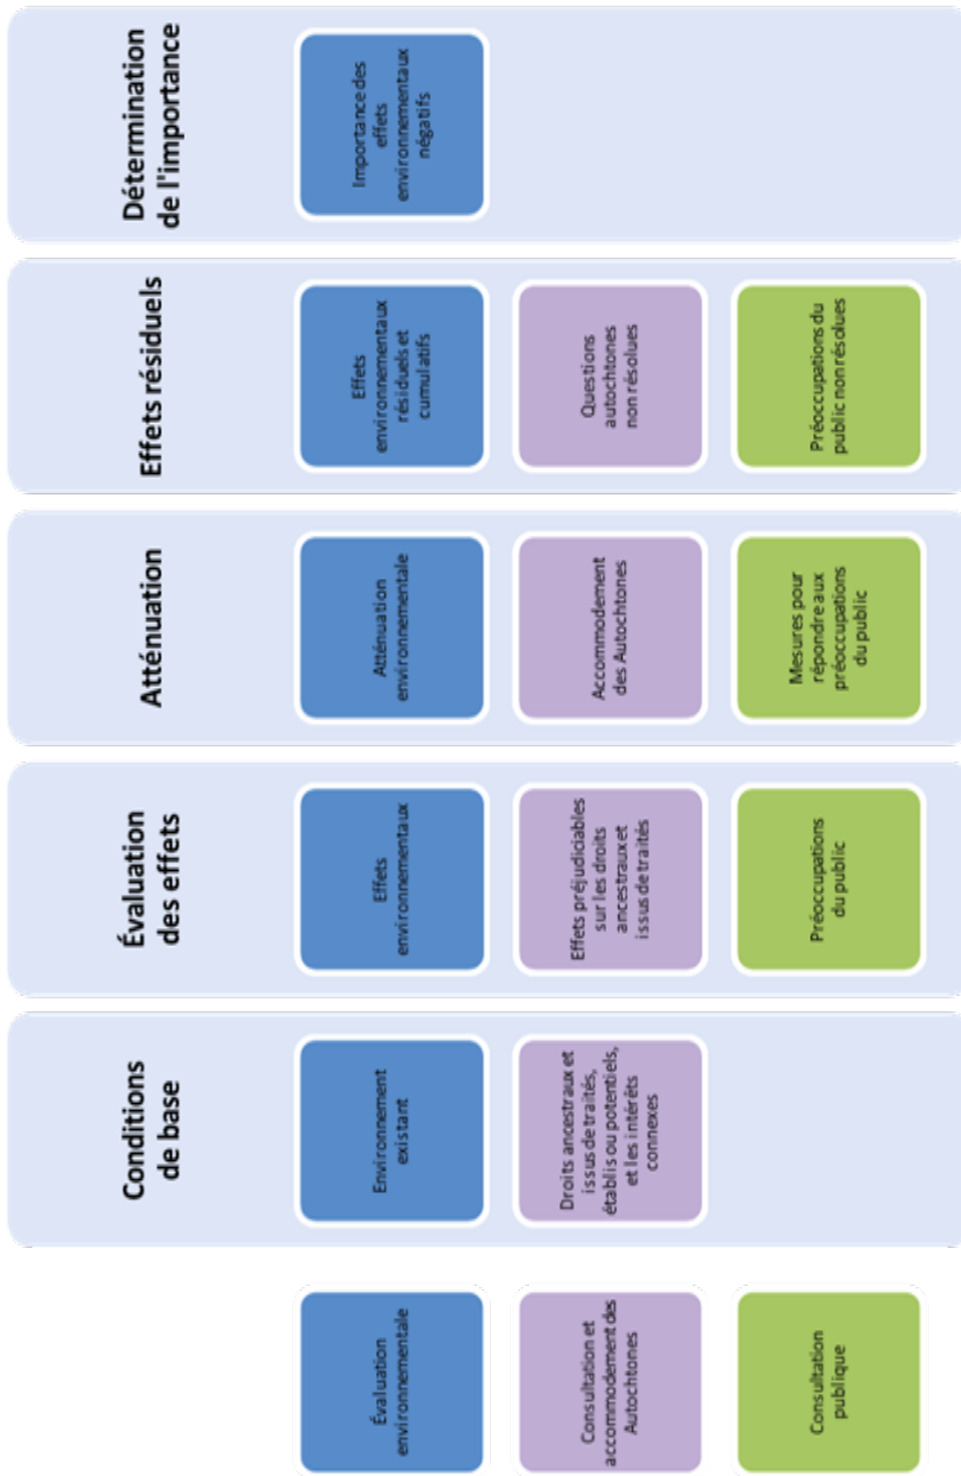 Conditions
de base
Évaluation
des effets
Atténuation
Effets résiduels
Détermination
de l'importance
Évaluation
environnementale
Environnement
existant
Effets
environnementaux
Atténuation
environnementale
Effets
environnementaux
résiduels et
cumulatifs
Importance des
effets
environnementaux
négatifs
Consultation et
accommodement des
Autochtones
Droits ancestraux et
issus de traités,
établis ou potentiels,
et les intérêts
connexes
Effets préjudiciables
sur les droits
ancestraux et
issus de traités
Accommodement
des Autochtones
Questions
autochtones
non résolues
Consultation
publique
Préoccupations
du public
Mesures pour
répondre aux
préoccupations
du public
Préoccupations du
public non résolues